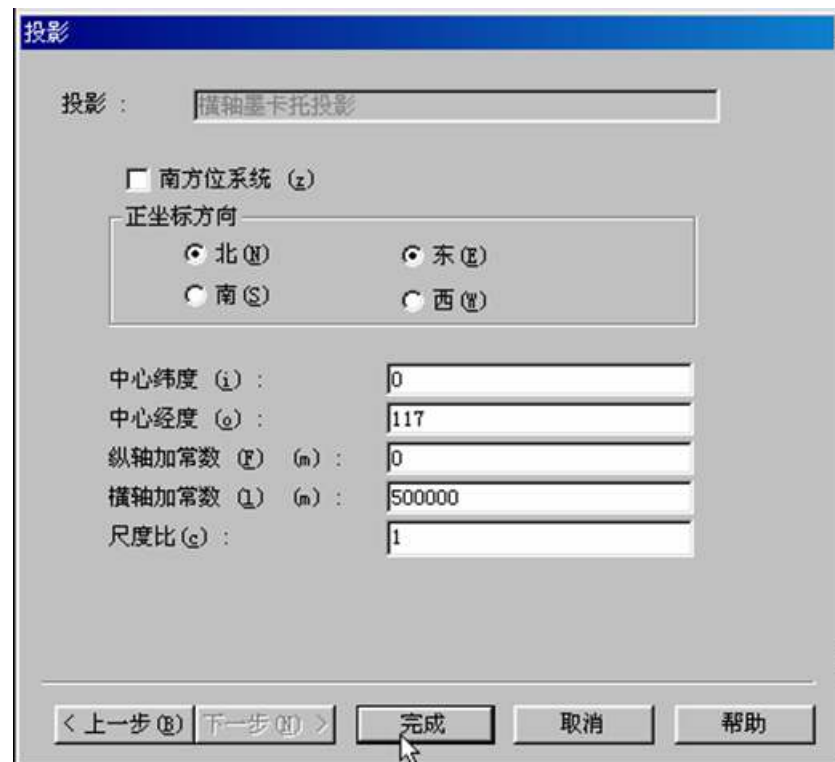 投影
投影 : 横轴墨卡托投影
南方位系统 (z)
正坐标方向
北(N) 东(E)
南(S) 西(W)
中心纬度 (i) : 0
中心经度 (o) : 117
纵轴加常数 (F) (m) : 0
横轴加常数 (l) (m) : 500000
尺度比(c) : 1
< 上一步(B) 下一步(N) > 完成 取消 帮助